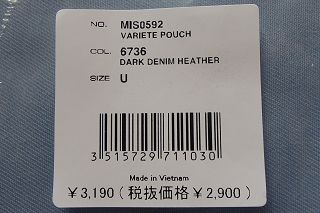 NO. MIS0592
VARIETE POUCH
COL. 6736
DARK DENIM HEATHER
SIZE U
3 515729 711030
Made in Vietnam
¥3,190(税抜価格¥2,900)